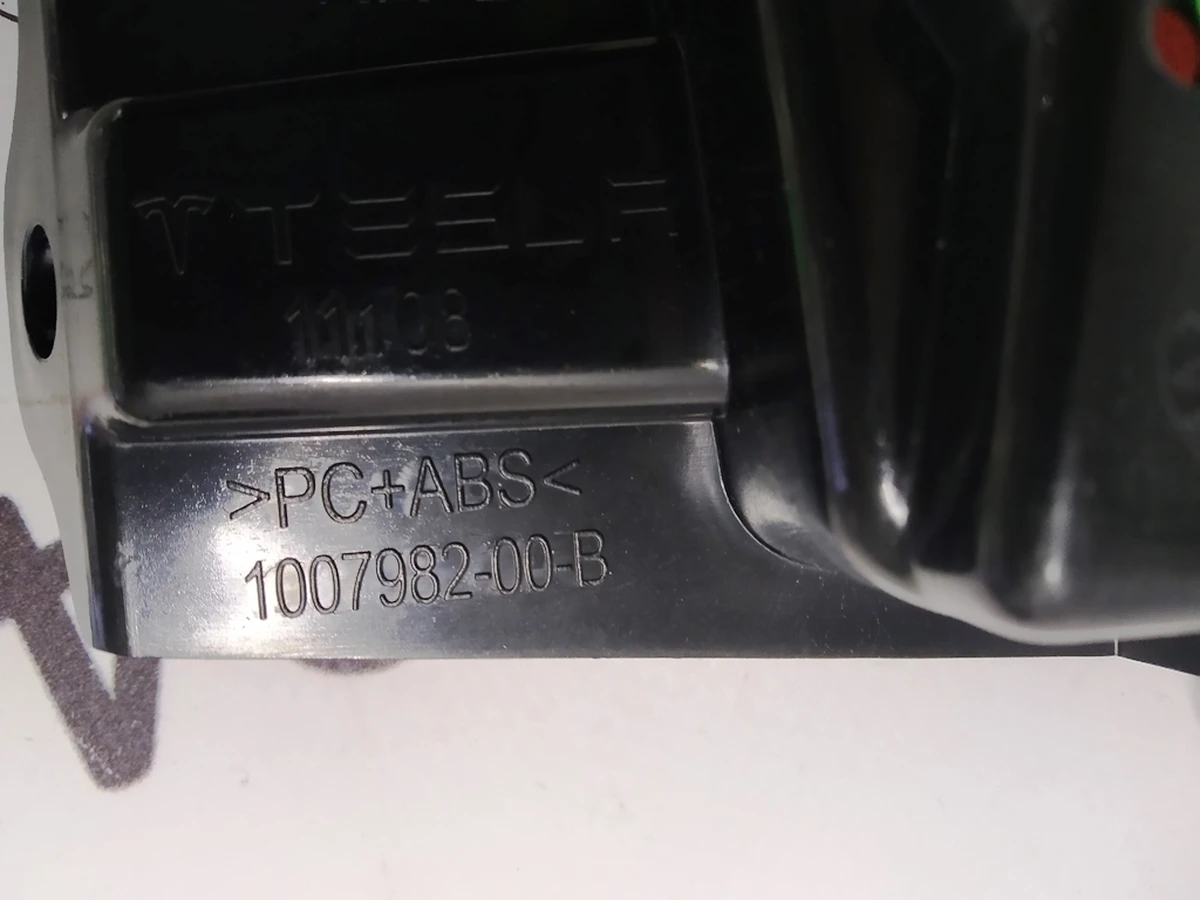 TESLA
>PC+ABS<
1007982-00-B